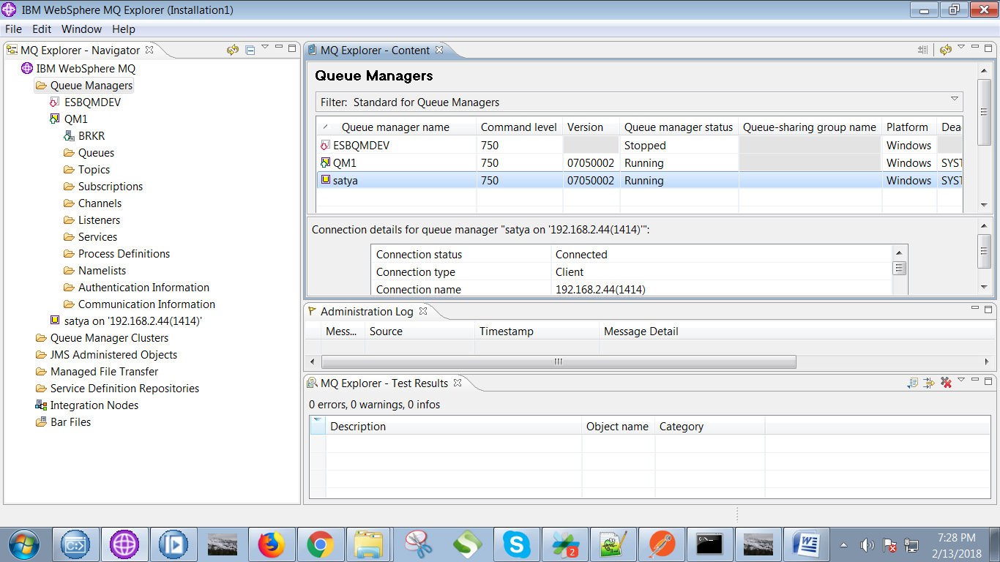 IBM WebSphere MQ Explorer (Installation1)
File Edit Window Help
MQ Explorer - Navigator
IBM WebSphere MQ
Queue Managers
ESBQMDEV
QM1
BRKR
Queues
Topics
Subscriptions
Channels
Listeners
Services
Process Definitions
Namelists
Authentication Information
Communication Information
satya on '192.168.2.44(1414)'
Queue Manager Clusters
JMS Administered Objects
Managed File Transfer
Service Definition Repositories
Integration Nodes
Bar Files
MQ Explorer - Content
Queue Managers
Filter: Standard for Queue Managers
Queue manager name Command level Version Queue manager status Queue-sharing group name Platform Dea
ESBQMDEV 750 Stopped Windows
QM1 750 07050002 Running Windows SYST
satya 750 07050002 Running Windows SYST
Connection details for queue manager "satya on '192.168.2.44(1414)'":
Connection status Connected
Connection type Client
Connection name 192.168.2.44(1414)
Administration Log
Mess... Source Timestamp Message Detail
MQ Explorer - Test Results
0 errors, 0 warnings, 0 infos
Description Object name Category
2
7:28 PM
2/13/2018